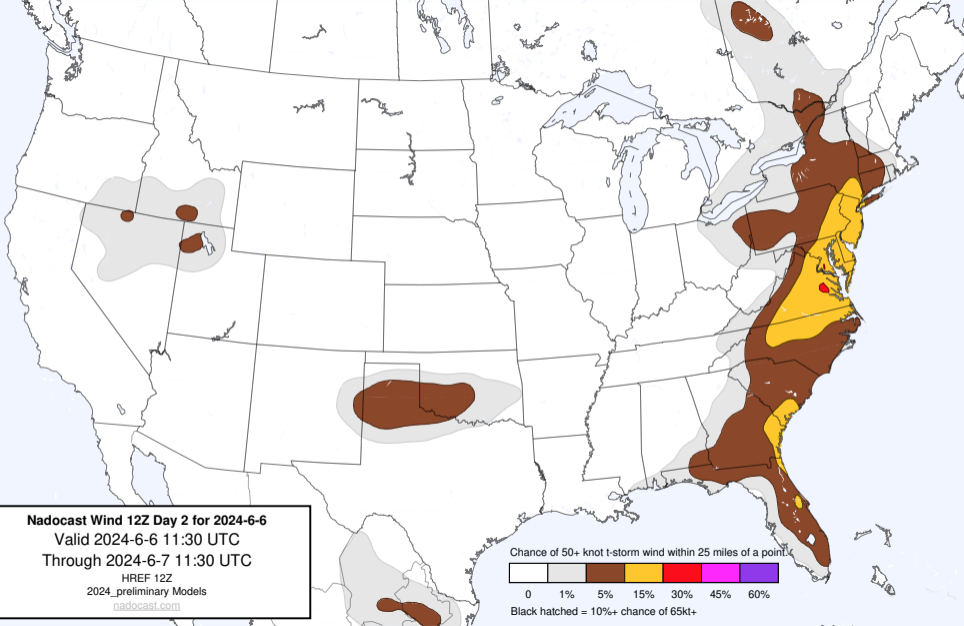 Nadocast Wind 12Z Day 2 for 2024-6-6
Valid 2024-6-6 11:30 UTC
Through 2024-6-7 11:30 UTC
HREF 12Z
2024_preliminary Models
nadocast.com
Chance of 50+ knot t-storm wind within 25 miles of a point.
0 1% 5% 15% 30% 45% 60%
Black hatched = 10%+ chance of 65kt+